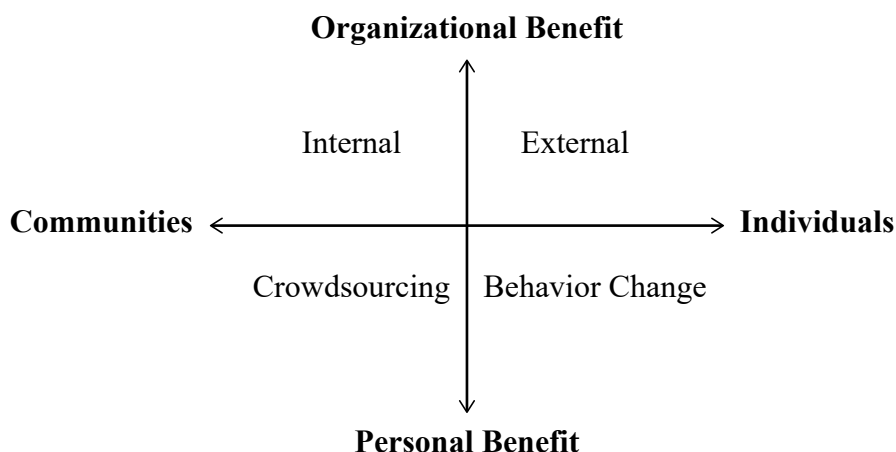 Organizational Benefit
Internal External
Communities Individuals
Crowdsourcing Behavior Change
Personal Benefit